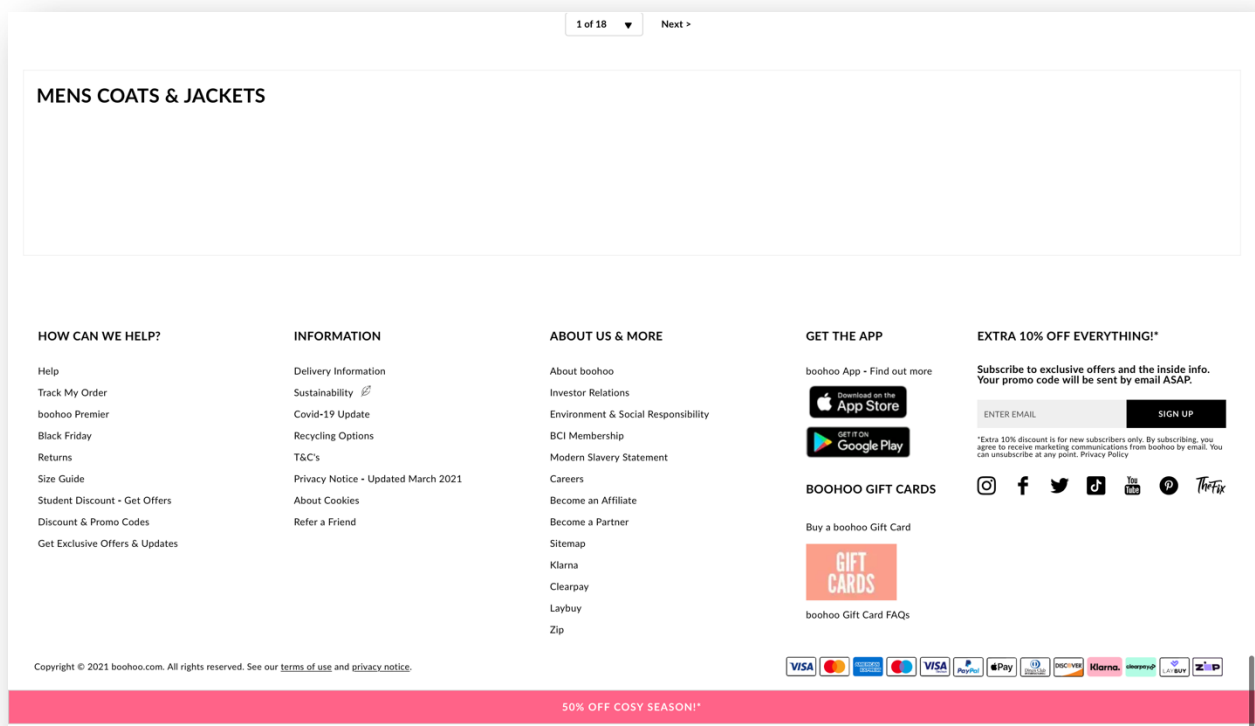 1 of 18 ▼ Next >
MENS COATS & JACKETS
HOW CAN WE HELP?
Help
Track My Order
boohoo Premier
Black Friday
Returns
Size Guide
Student Discount - Get Offers
Discount & Promo Codes
Get Exclusive Offers & Updates
INFORMATION
Delivery Information
Sustainability
Covid-19 Update
Recycling Options
T&C's
Privacy Notice - Updated March 2021
About Cookies
Refer a Friend
ABOUT US & MORE
About boohoo
Investor Relations
Environment & Social Responsibility
BCI Membership
Modern Slavery Statement
Careers
Become an Affiliate
Become a Partner
Sitemap
Klarna
Clearpay
Laybuy
Zip
GET THE APP
boohoo App - Find out more
Download on the
App Store
GET IT ON
Google Play
BOOHOO GIFT CARDS
Buy a boohoo Gift Card
GIFT
CARDS
boohoo Gift Card FAQs
EXTRA 10% OFF EVERYTHING!*
Subscribe to exclusive offers and the inside info.
Your promo code will be sent by email ASAP.
ENTER EMAIL SIGN UP
*Extra 10% discount is for new subscribers only. By subscribing, you
agree to receive marketing communications from boohoo by email. You
can unsubscribe at any point. Privacy Policy
You
Tube
TheFix
Copyright © 2021 boohoo.com. All rights reserved. See our terms of use and privacy notice.
VISA AMERICAN EXPRESS VISA PayPal Pay Diners Club DISCOVER Klarna. clearpay LAYBUY ZIP
50% OFF COSY SEASON!*